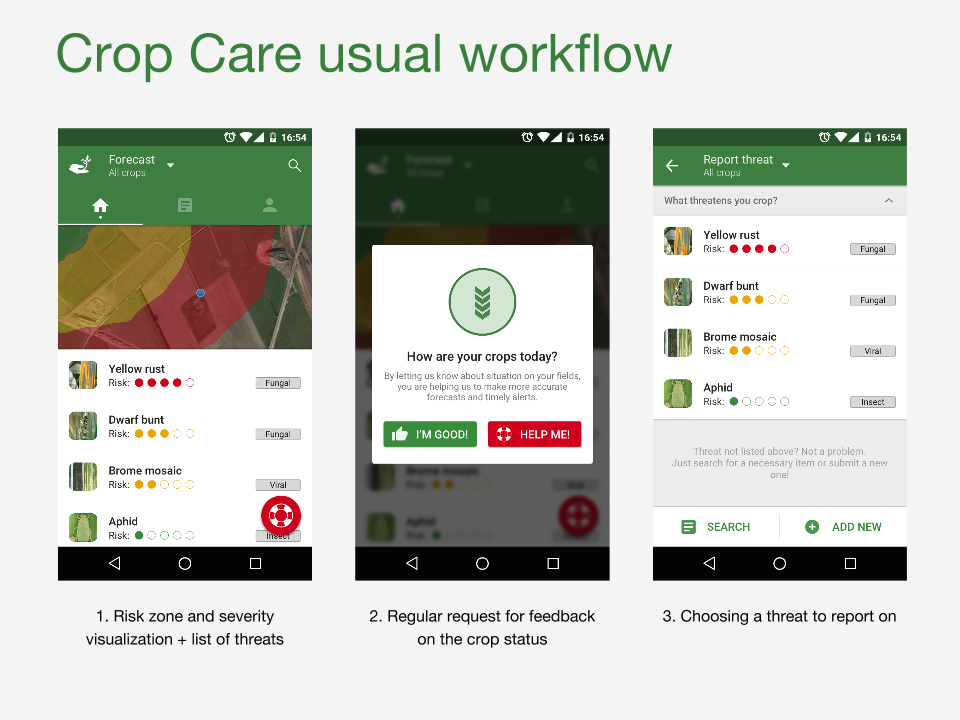 Crop Care usual workflow
16:54
Forecast
All crops
Yellow rust
Risk:
Fungal
Dwarf bunt
Risk:
Fungal
Brome mosaic
Risk:
Viral
Aphid
Risk:
Insect
1. Risk zone and severity
visualization + list of threats
16:54
Forecast
All crops
How are your crops today?
By letting us know about situation on your fields,
you are helping us to make more accurate
forecasts and timely alerts.
I'M GOOD!
HELP ME!
Brome mosaic
Risk:
Viral
Aphid
Risk:
2. Regular request for feedback
on the crop status
16:54
Report threat
All crops
What threatens you crop?
Yellow rust
Risk:
Fungal
Dwarf bunt
Risk:
Fungal
Brome mosaic
Risk:
Viral
Aphid
Risk:
Insect
Threat not listed above? Not a problem.
Just search for a necessary item or submit a new
one!
SEARCH
ADD NEW
3. Choosing a threat to report on